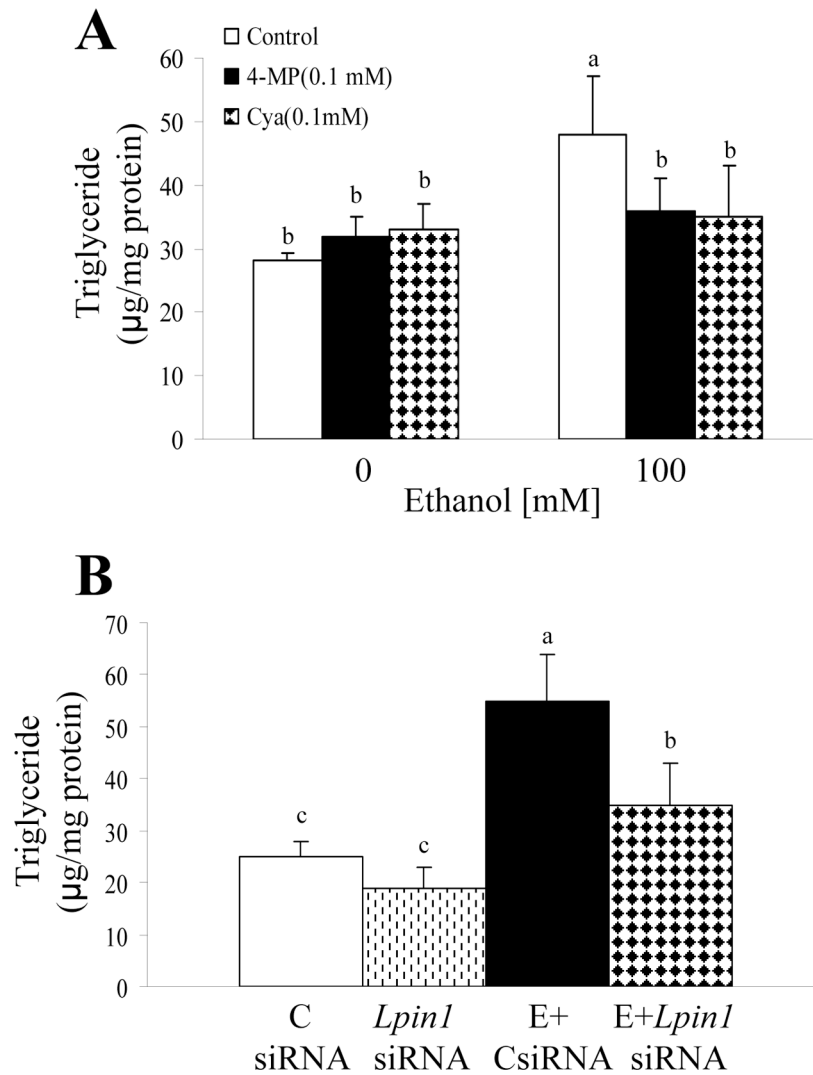 A
Control
4-MP(0.1 mM)
Cya(0.1mM)
Triglyceride
(μg/mg protein)
60
50
40
30
20
10
0
b
b
b
a
b
b
0
100
Ethanol [mM]
B
Triglyceride
(μg/mg protein)
70
60
50
40
30
20
10
0
c
c
a
b
C
siRNA
Lpin1
siRNA
E+
CsiRNA
E+Lpin1
siRNA